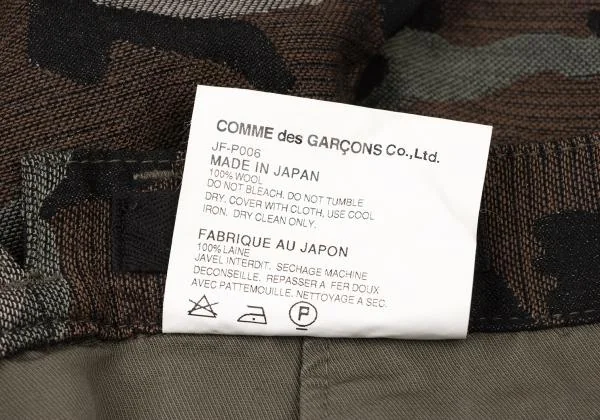 COMME des GARÇONS Co.,Ltd.
JF-P006
MADE IN JAPAN
100% WOOL
DO NOT BLEACH. DO NOT TUMBLE
DRY, COVER WITH CLOTH, USE COOL
IRON. DRY CLEAN ONLY.
FABRIQUE AU JAPON
100% LAINE
JAVEL INTERDIT. SECHAGE MACHINE
DECONSEILLE. REPASSER A FER DOUX
AVEC PATTEMOUILLE. NETTOYAGE A SEC.
P